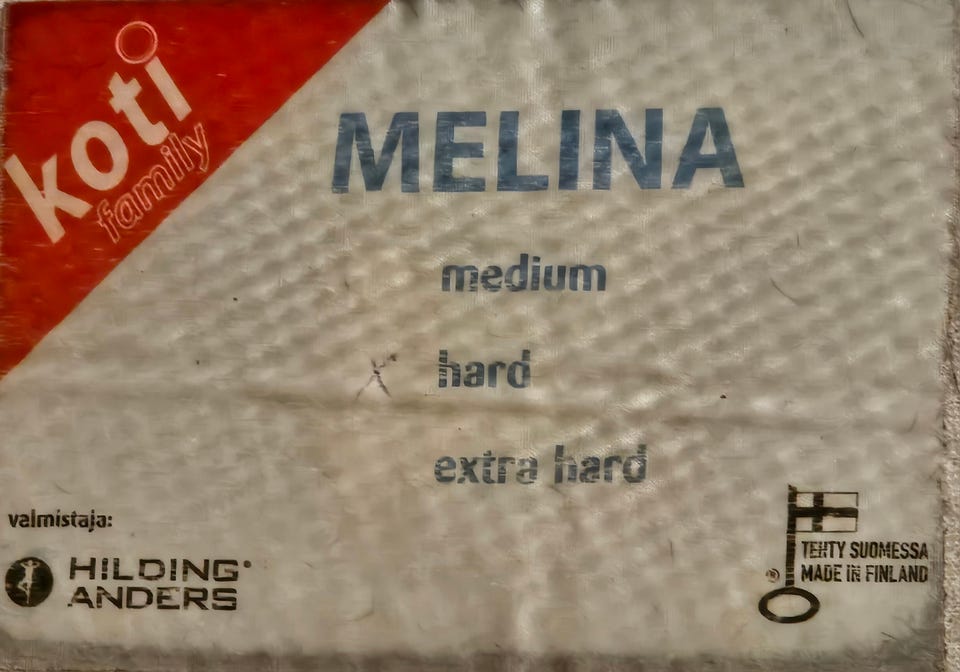 koti
family
MELINA
medium
x hard
extra hard
valmistaja:
HILDING®
ANDERS
TEHTY SUOMESSA
® MADE IN FINLAND